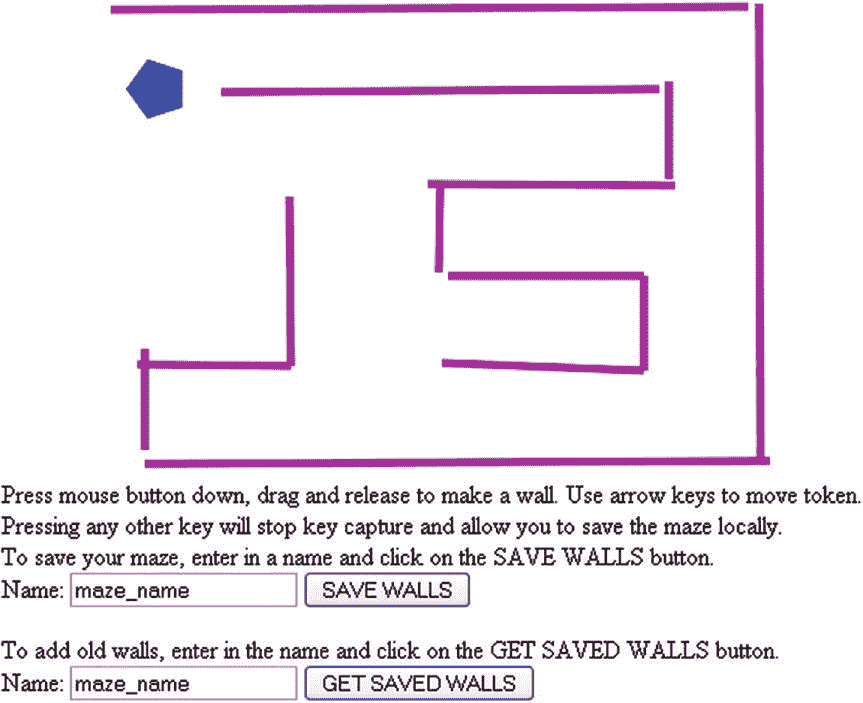 Press mouse button down, drag and release to make a wall. Use arrow keys to move token.
Pressing any other key will stop key capture and allow you to save the maze locally.
To save your maze, enter in a name and click on the SAVE WALLS button.
Name: maze_name SAVE WALLS
To add old walls, enter in the name and click on the GET SAVED WALLS button.
Name: maze_name GET SAVED WALLS